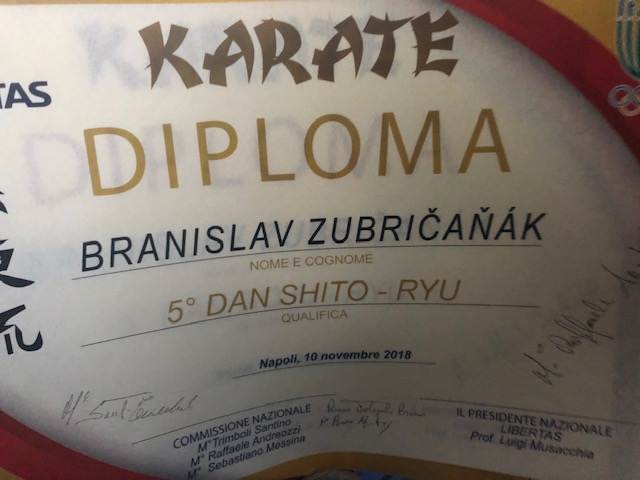 KARATE
TAS
DIPLOMA
BRANISLAV ZUBRIČAŇÁK
NOME E COGNOME
5° DAN SHITO - RYU
QUALIFICA
Napoli, 10 novembre 2018
COMMISSIONE NAZIONALE
M° Trimboli Santino
M° Raffaele Andreozzi
M° Sebastiano Messina
IL PRESIDENTE NAZIONALE
LIBERTAS
Prof. Luigi Musacchia